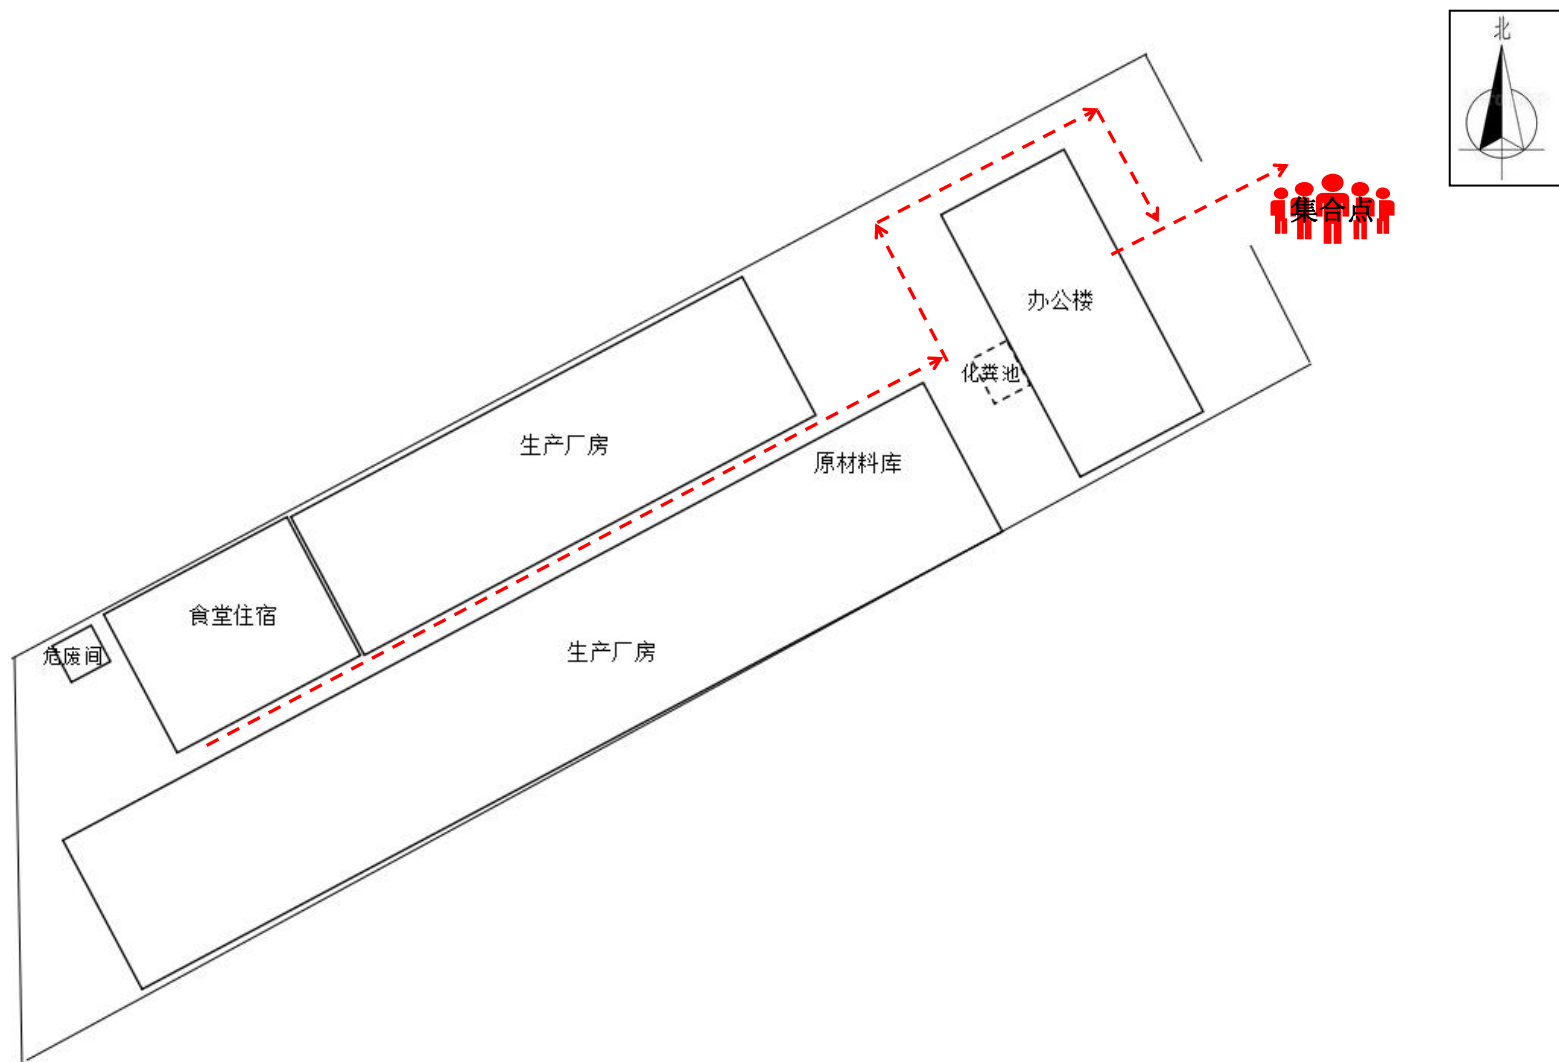 北
集合点
办公楼
化粪池
生产厂房
原材料库
食堂住宿
生产厂房
危废间